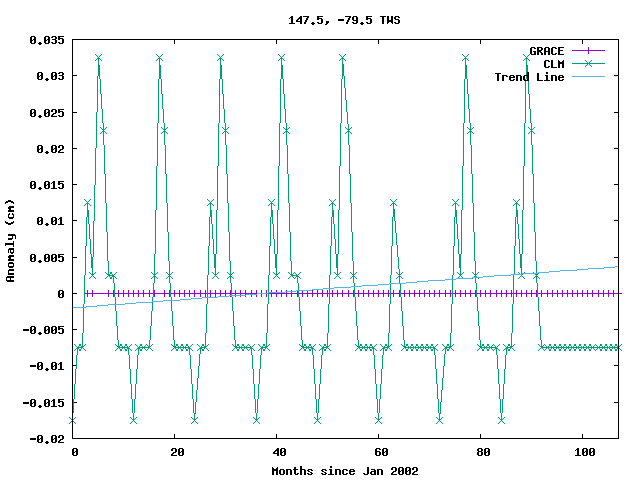 147.5, -79.5 TWS
GRACE
CLM
Trend Line
Anomaly (cm)
0.035
0.03
0.025
0.02
0.015
0.01
0.005
0
-0.005
-0.01
-0.015
-0.02
0 20 40 60 80 100
Months since Jan 2002